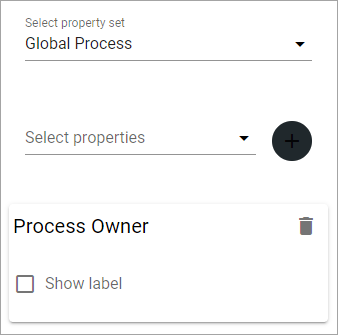 Select property set
Global Process
Select properties
Process Owner
Show label